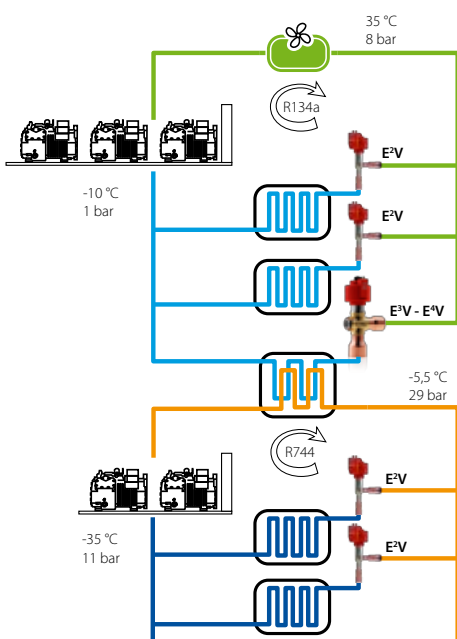 35 °C
8 bar
R134a
E²V
-10 °C
1 bar
E²V
E³V - E⁴V
-5,5 °C
29 bar
R744
E²V
-35 °C
11 bar
E²V